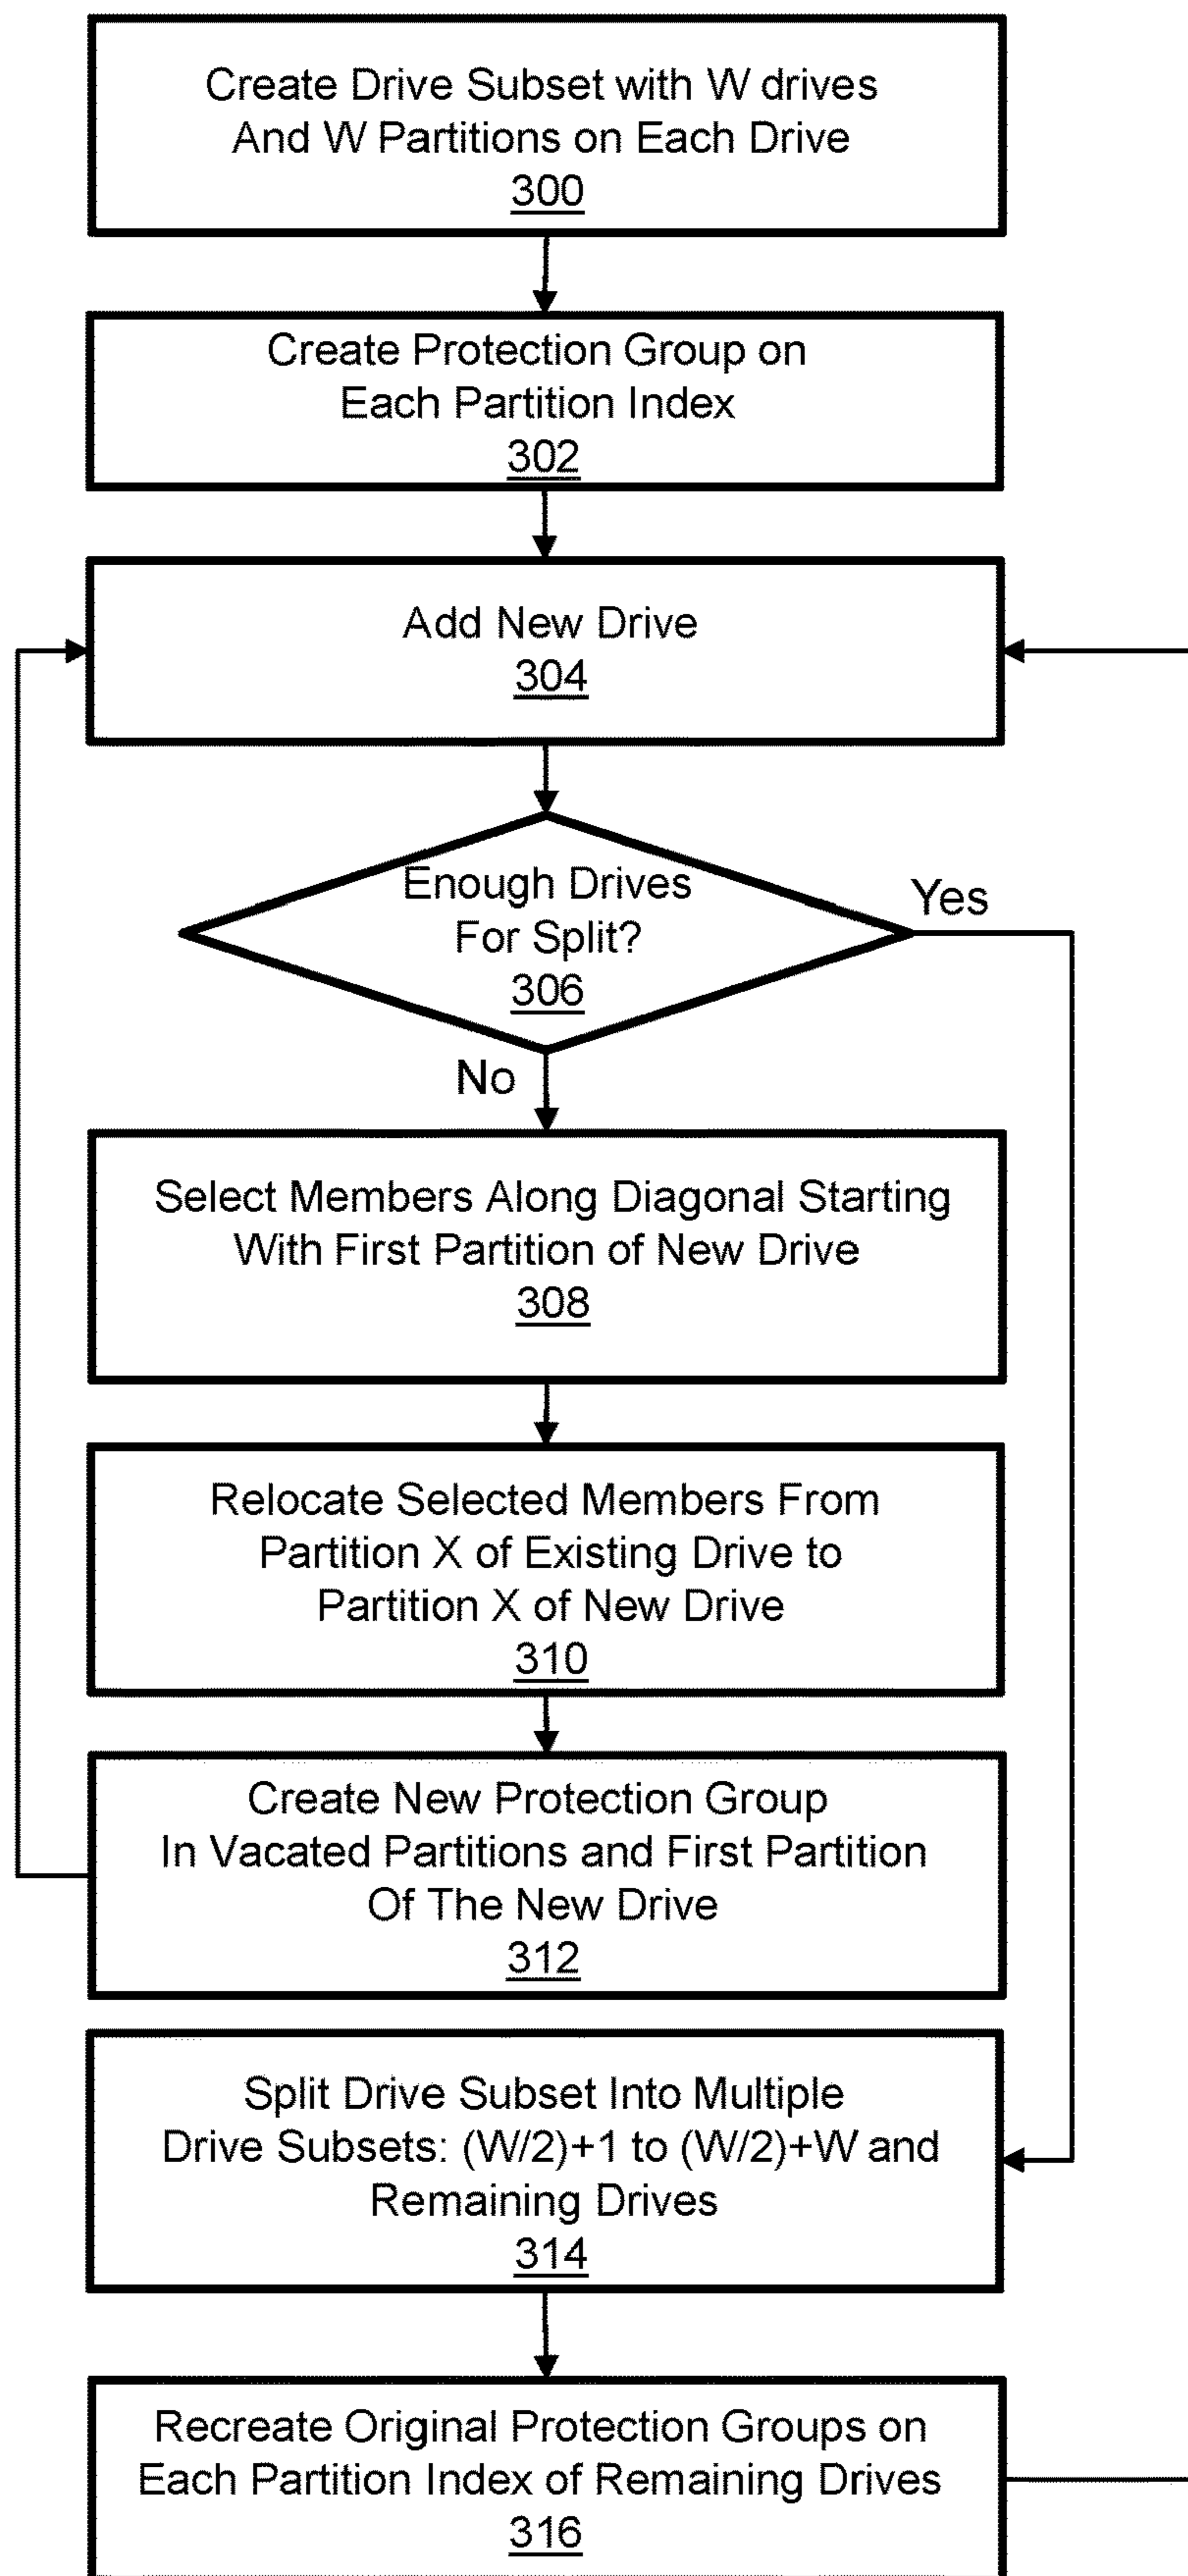 Create Drive Subset with W drives
And W Partitions on Each Drive
300
Create Protection Group on
Each Partition Index
302
Add New Drive
304
Enough Drives
For Split?
306
Yes
No
Select Members Along Diagonal Starting
With First Partition of New Drive
308
Relocate Selected Members From
Partition X of Existing Drive to
Partition X of New Drive
310
Create New Protection Group
In Vacated Partitions and First Partition
Of The New Drive
312
Split Drive Subset Into Multiple
Drive Subsets: (W/2)+1 to (W/2)+W and
Remaining Drives
314
Recreate Original Protection Groups on
Each Partition Index of Remaining Drives
316